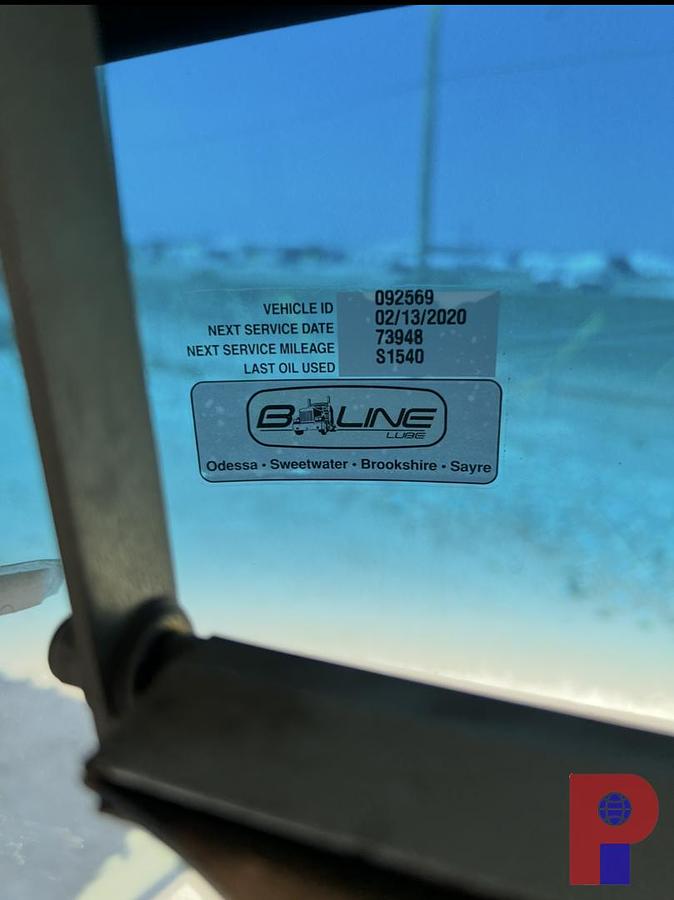 VEHICLE ID 092569
NEXT SERVICE DATE 02/13/2020
NEXT SERVICE MILEAGE 73948
LAST OIL USED S1540
B LINE
LUBE
Odessa • Sweetwater • Brookshire • Sayre
P